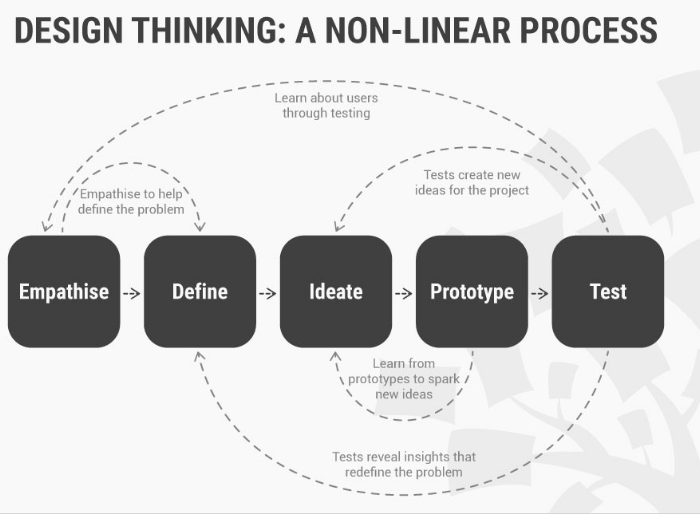 DESIGN THINKING: A NON-LINEAR PROCESS
Learn about users
through testing
Tests create new
ideas for the project
Empathise to help
define the problem
Empathise
Define
Ideate
Prototype
Test
Learn from
prototypes to spark
new ideas
Tests reveal insights that
redefine the problem